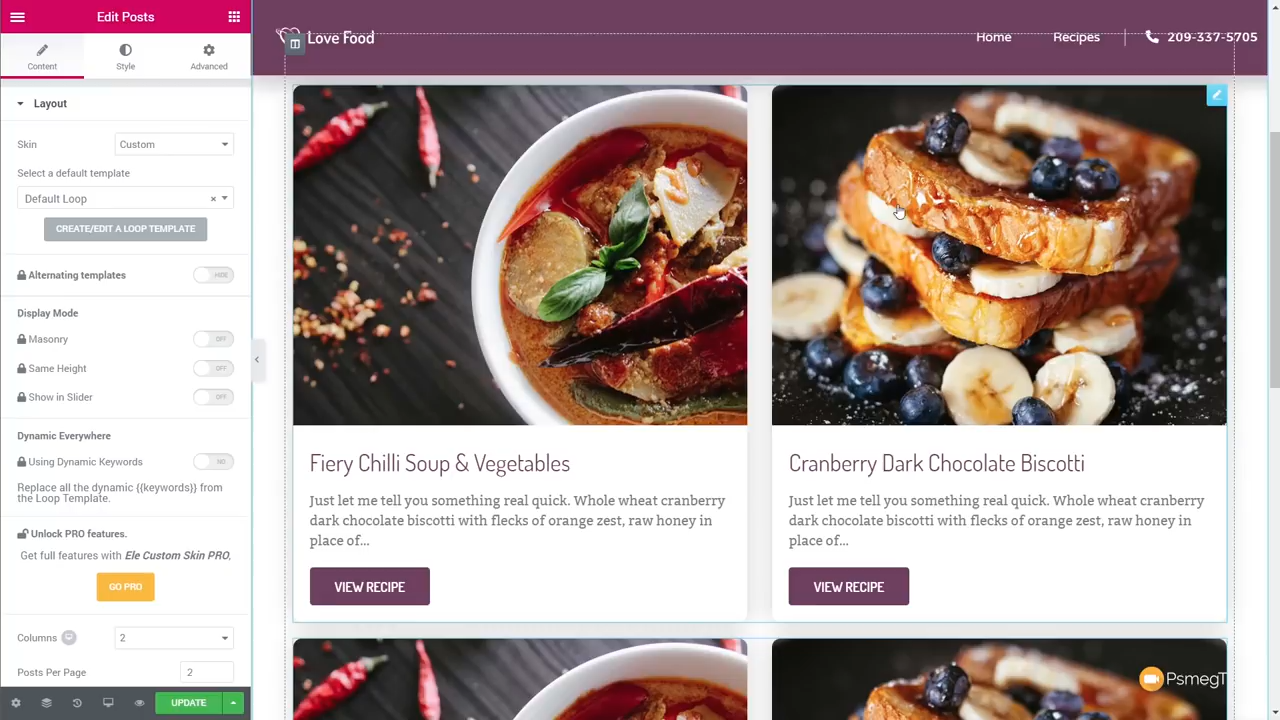 Edit Posts
Content
Style
Advanced
Layout
Skin
Custom
Select a default template
Default Loop
×
CREATE/EDIT A LOOP TEMPLATE
Alternating templates
HIDE
Display Mode
Masonry
OFF
Same Height
OFF
Show in Slider
OFF
Dynamic Everywhere
Using Dynamic Keywords
NO
Replace all the dynamic {{keywords}} from
the Loop Template.
Unlock PRO features.
Get full features with Ele Custom Skin PRO,
GO PRO
Columns
2
Posts Per Page
2
UPDATE
Love Food
Home
Recipes
209-337-5705
Fiery Chilli Soup & Vegetables
Just let me tell you something real quick. Whole wheat cranberry
dark chocolate biscotti with flecks of orange zest, raw honey in
place of...
VIEW RECIPE
Cranberry Dark Chocolate Biscotti
Just let me tell you something real quick. Whole wheat cranberry
dark chocolate biscotti with flecks of orange zest, raw honey in
place of...
VIEW RECIPE
PsmegT